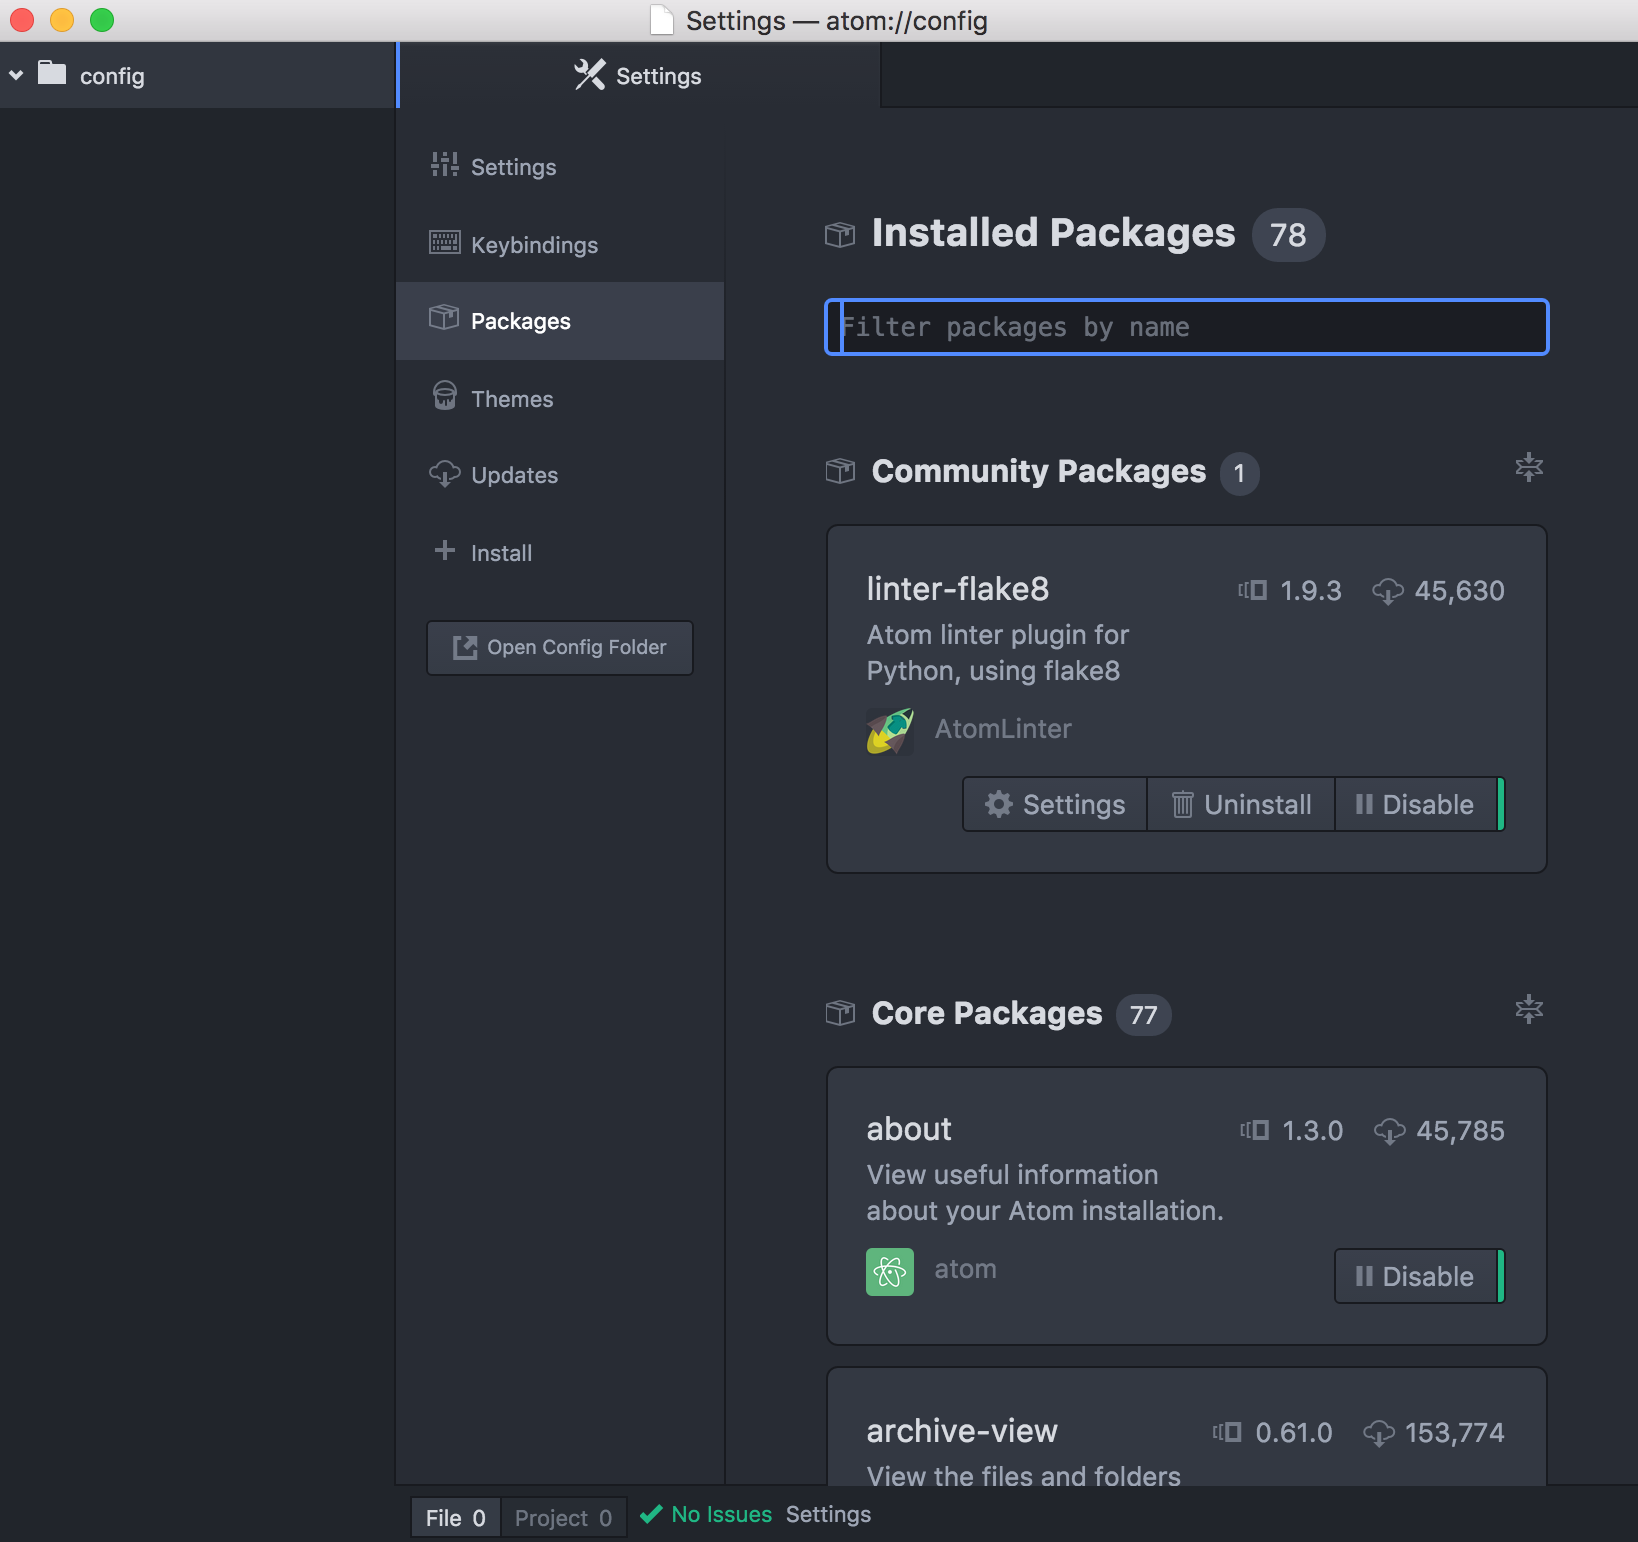 Settings — atom://config
config
Settings
Settings
Keybindings
Packages
Themes
Updates
Install
Open Config Folder
Installed Packages 78
Filter packages by name
Community Packages 1
linter-flake8 1.9.3 45,630
Atom linter plugin for
Python, using flake8
AtomLinter
Settings Uninstall Disable
Core Packages 77
about 1.3.0 45,785
View useful information
about your Atom installation.
atom
Disable
archive-view 0.61.0 153,774
View the files and folders
File 0 Project 0 No Issues Settings